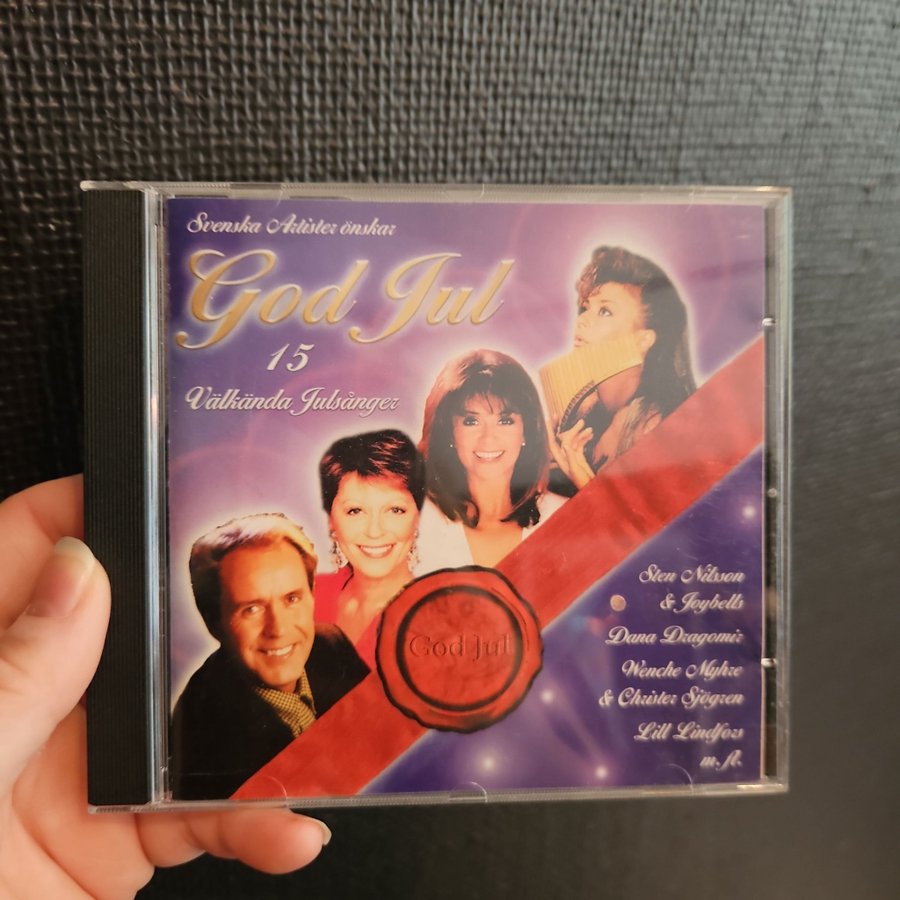 Svenska Artister önskar
God Jul
15
Välkända Julsånger
God Jul
Sten Nilsson
& Joybells
Dana Dragomir
Wenche Myhre
& Christer Sjögren
Lill Lindfors
m.fl.